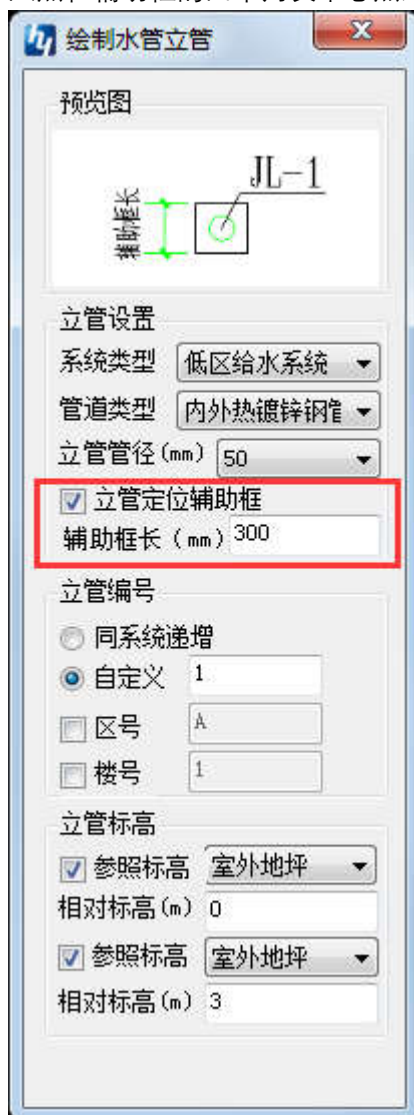 绘制水管立管
预览图
JL-1
辅助框长
立管设置
系统类型 低区给水系统
管道类型 内外热镀锌钢管
立管管径(mm) 50
立管定位辅助框
辅助框长(mm) 300
立管编号
同系统递增
自定义 1
区号 A
楼号 1
立管标高
参照标高 室外地坪
相对标高(m) 0
参照标高 室外地坪
相对标高(m) 3